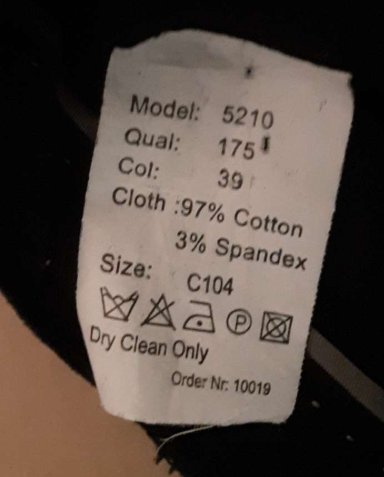 Model: 5210
Qual: 175
Col: 39
Cloth :97% Cotton
3% Spandex
Size: C104
P
Dry Clean Only
Order Nr: 10019